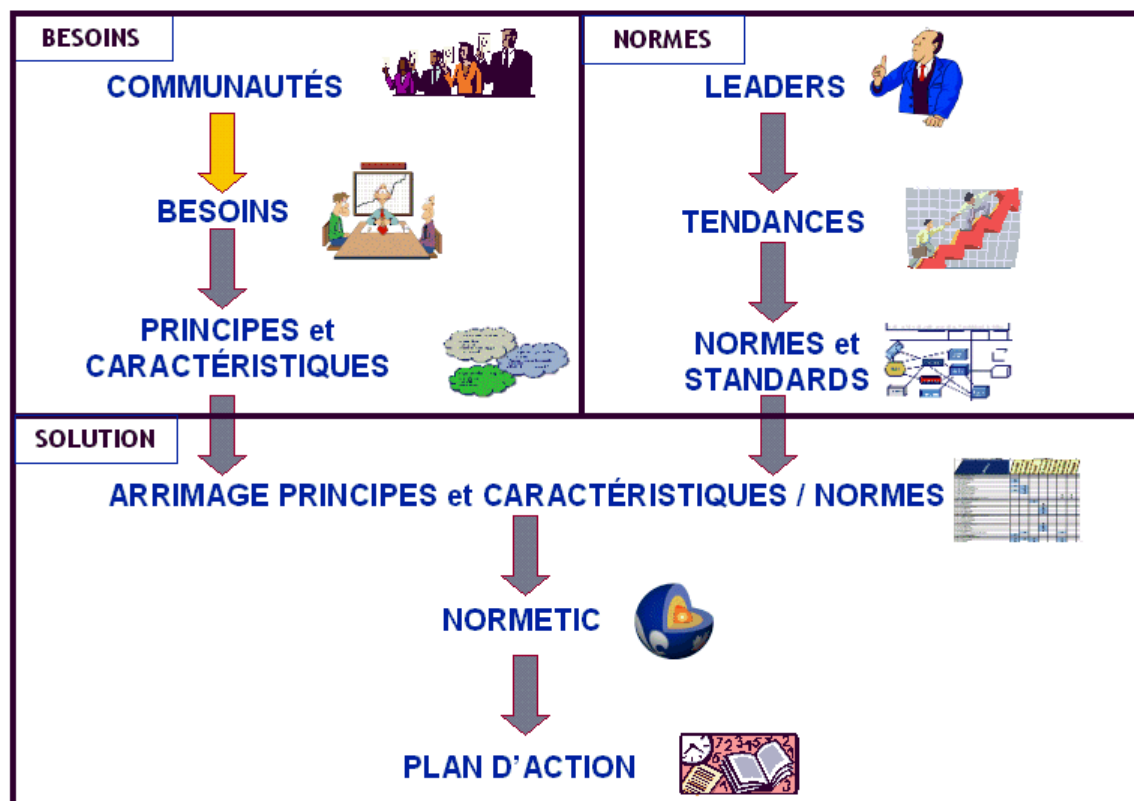 BESOINS
COMMUNAUTÉS
BESOINS
PRINCIPES et
CARACTÉRISTIQUES
NORMES
LEADERS
TENDANCES
NORMES et
STANDARDS
SOLUTION
ARRIMAGE PRINCIPES et CARACTÉRISTIQUES / NORMES
NORMETIC
PLAN D'ACTION